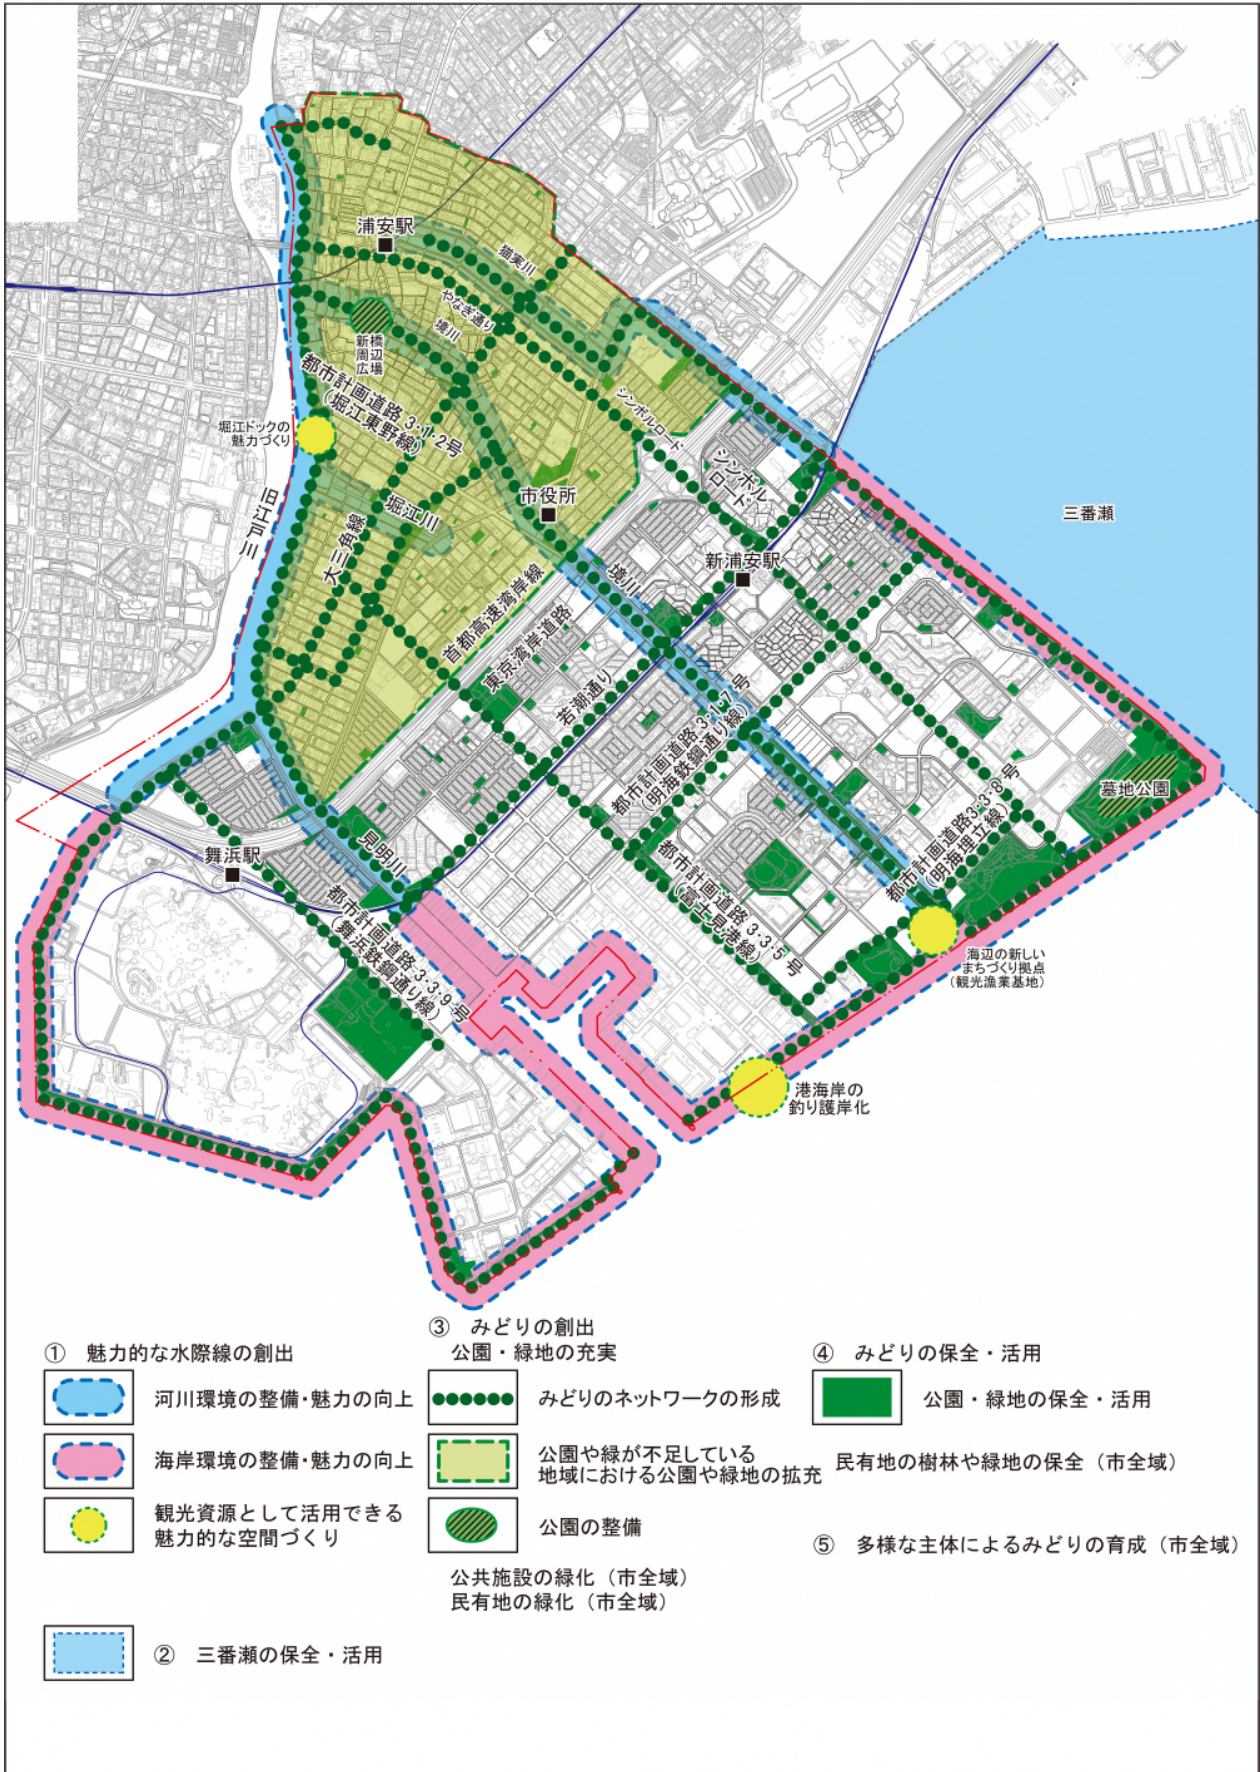 浦安駅
猫実川
やなぎ通り
境川
新橋
周辺
広場
都市計画道路 3・1・2号
(堀江東野線)
堀江ドックの
魅力づくり
シンボルロード
シンボル
ロード
旧江戸川
堀江川
市役所
大三角線
三番瀬
新浦安駅
境川
首都高速湾岸線
東京湾岸道路
若潮通り
都市計画道路 3・1・7号
(明海鉄鋼通り線)
墓地公園
都市計画道路3・3・8号
(明海埋立線)
見明川
舞浜駅
都市計画道路 3・3・5号
(富士見港線)
都市計画道路 3・3・9号
(舞浜鉄鋼通り線)
海辺の新しい
まちづくり拠点
(観光漁業基地)
港海岸の
釣り護岸化
① 魅力的な水際線の創出
河川環境の整備・魅力の向上
海岸環境の整備・魅力の向上
観光資源として活用できる
魅力的な空間づくり
② 三番瀬の保全・活用
③ みどりの創出
公園・緑地の充実
みどりのネットワークの形成
公園や緑が不足している
地域における公園や緑地の拡充
公園の整備
公共施設の緑化（市全域）
民有地の緑化（市全域）
④ みどりの保全・活用
公園・緑地の保全・活用
民有地の樹林や緑地の保全（市全域）
⑤ 多様な主体によるみどりの育成（市全域）